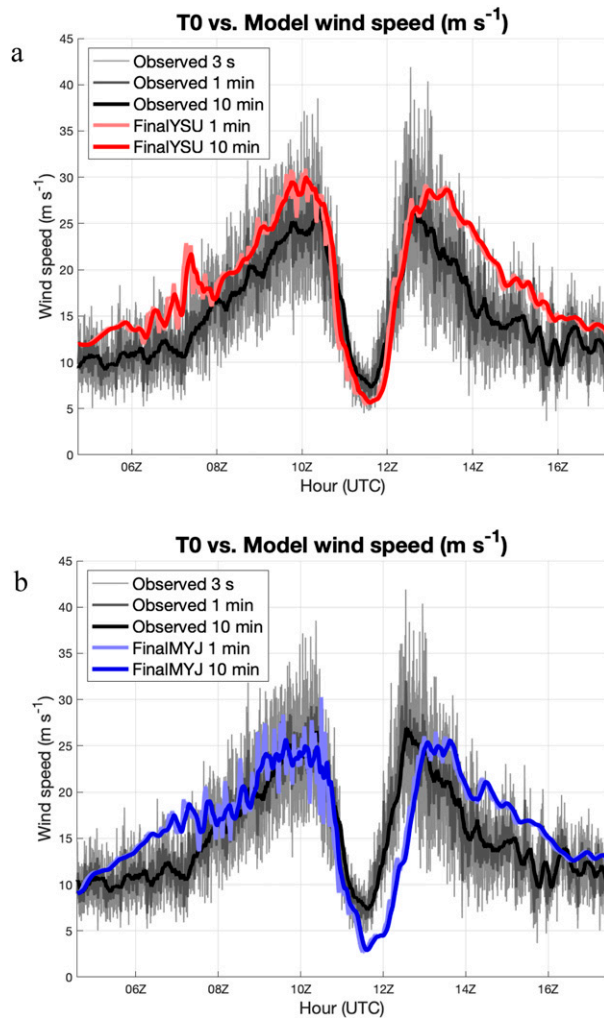 a
T0 vs. Model wind speed (m s⁻¹)
Observed 3 s
Observed 1 min
Observed 10 min
FinalYSU 1 min
FinalYSU 10 min
Wind speed (m s⁻¹)
45
40
35
30
25
20
15
10
5
0
06Z 08Z 10Z 12Z 14Z 16Z
Hour (UTC)
b
T0 vs. Model wind speed (m s⁻¹)
Observed 3 s
Observed 1 min
Observed 10 min
FinalMYJ 1 min
FinalMYJ 10 min
Wind speed (m s⁻¹)
45
40
35
30
25
20
15
10
5
0
06Z 08Z 10Z 12Z 14Z 16Z
Hour (UTC)